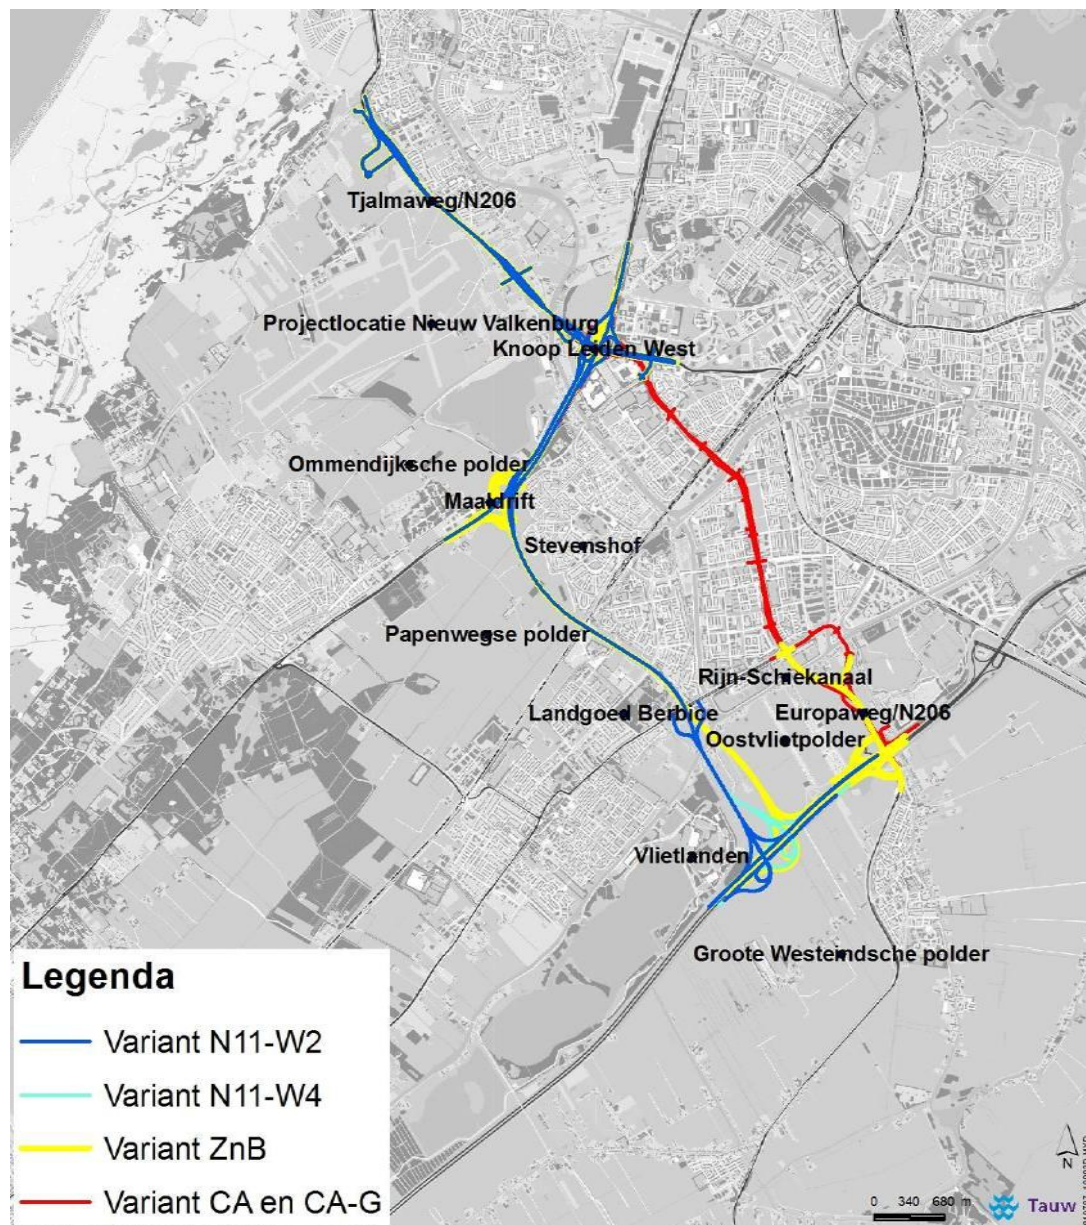 Tjalmaweg/N206
Projectlocatie Nieuw Valkenburg
Knoop Leiden West
Ommendijksche polder
Maaldrift
Stevenshof
Papenwegse polder
Rijn-Schiekanaal
Landgoed Berbice
Europaweg/N206
Oostvlietpolder
Vlietlanden
Groote Westeindsche polder
Legenda
Variant N11-W2
Variant N11-W4
Variant ZnB
Variant CA en CA-G
N
0 340 680 m
Tauw